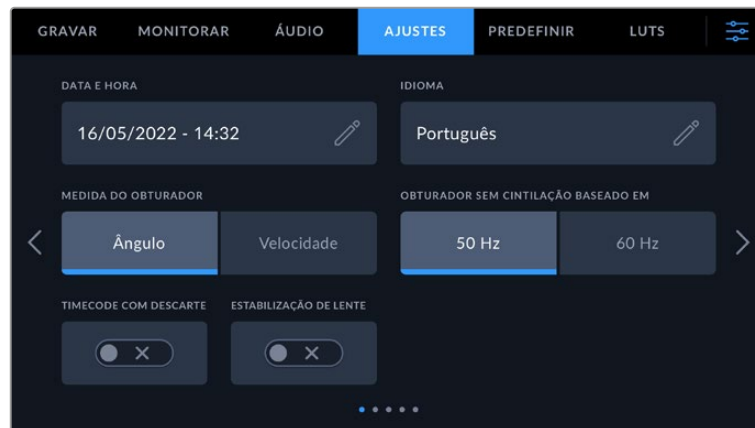 GRAVAR MONITORAR ÁUDIO AJUSTES PREDEFINIR LUTS
DATA E HORA IDIOMA
16/05/2022 - 14:32 Português
MEDIDA DO OBTURADOR OBTURADOR SEM CINTILAÇÃO BASEADO EM
Ângulo Velocidade 50 Hz 60 Hz
TIMECODE COM DESCARTE ESTABILIZAÇÃO DE LENTE